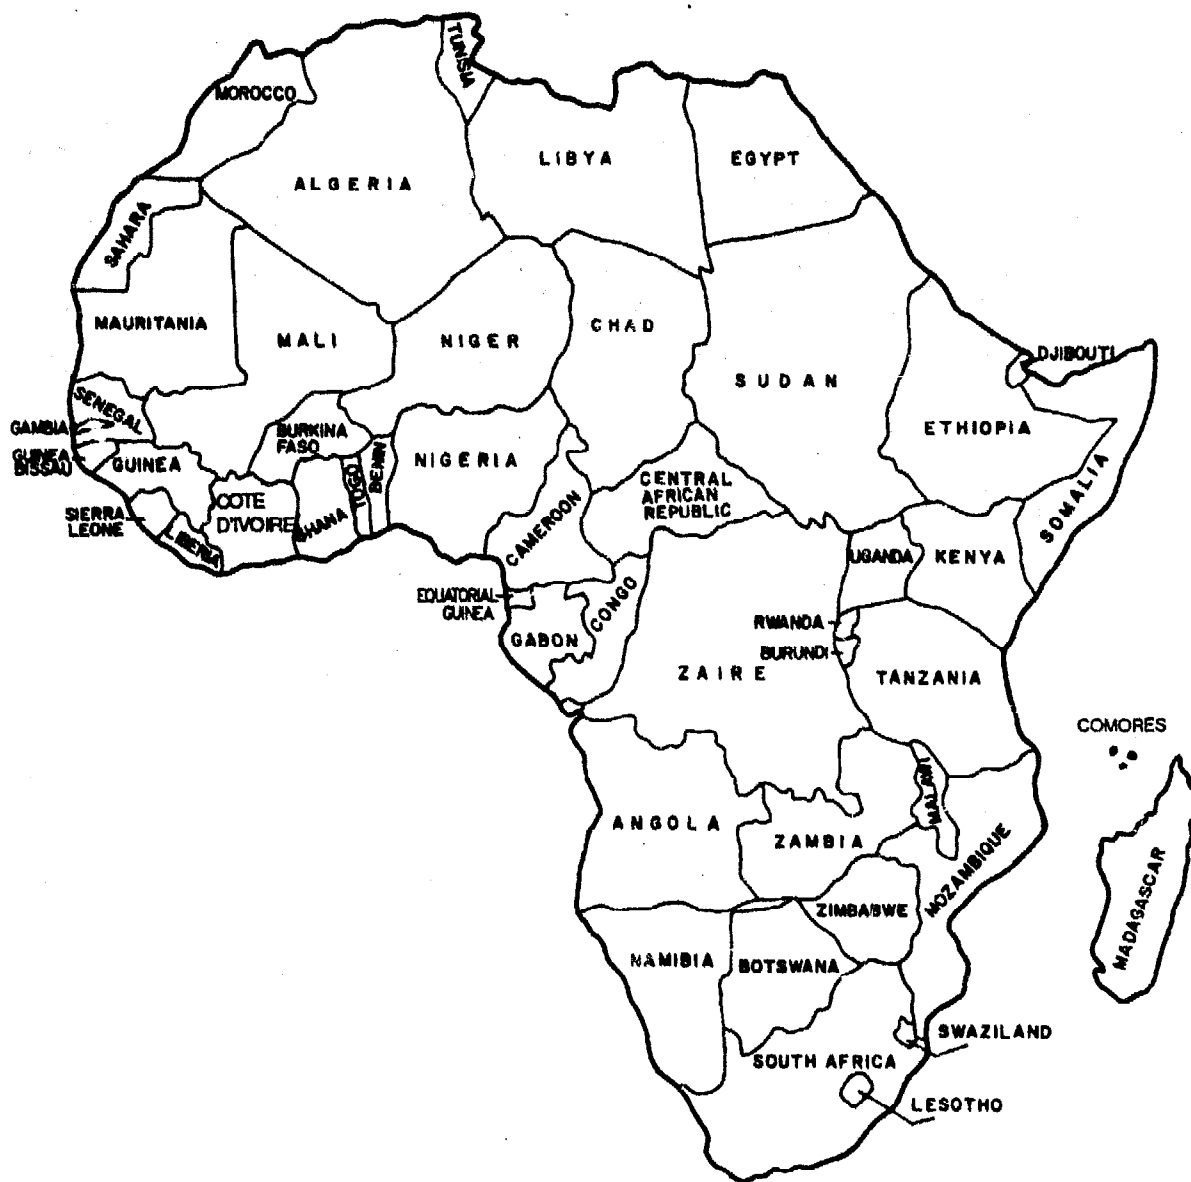 TUNISIA
MOROCCO
LIBYA
EGYPT
ALGERIA
SAHARA
MAURITANIA
MALI
NIGER
CHAD
SUDAN
DJIBOUTI
SENEGAL
GAMBIA
BURKINA
FASO
ETHIOPIA
GUINEA
BISSAU
GUINEA
TOGO
BENIN
NIGERIA
CENTRAL
AFRICAN
REPUBLIC
SOMALIA
SIERRA
LEONE
LIBERIA
COTE
D'IVOIRE
GHANA
CAMEROON
UGANDA
KENYA
EQUATORIAL
GUINEA
GABON
CONGO
RWANDA
BURUNDI
ZAIRE
TANZANIA
COMORES
MALAWI
ANGOLA
ZAMBIA
MOZAMBIQUE
MADAGASCAR
ZIMBABWE
NAMIBIA
BOTSWANA
SWAZILAND
SOUTH AFRICA
LESOTHO